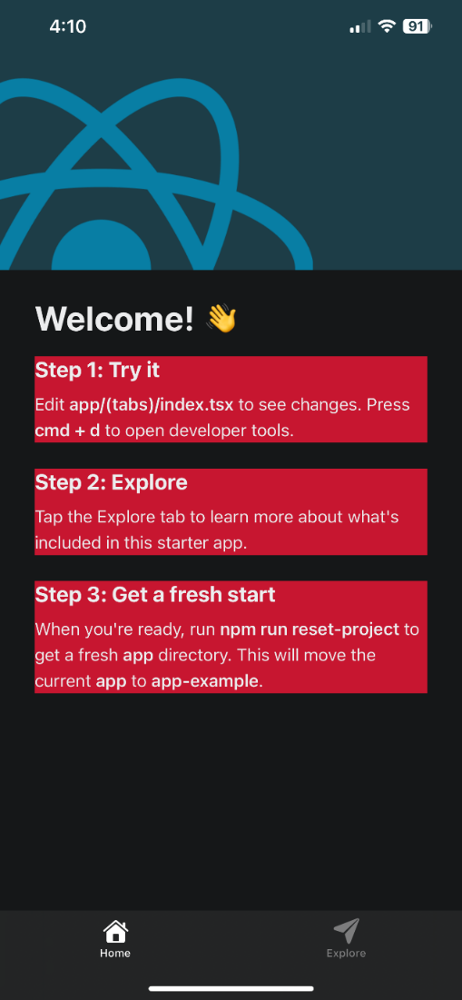 4:10
91
Welcome! 👋
Step 1: Try it
Edit app/(tabs)/index.tsx to see changes. Press
cmd + d to open developer tools.
Step 2: Explore
Tap the Explore tab to learn more about what's
included in this starter app.
Step 3: Get a fresh start
When you're ready, run npm run reset-project to
get a fresh app directory. This will move the
current app to app-example.
Home
Explore